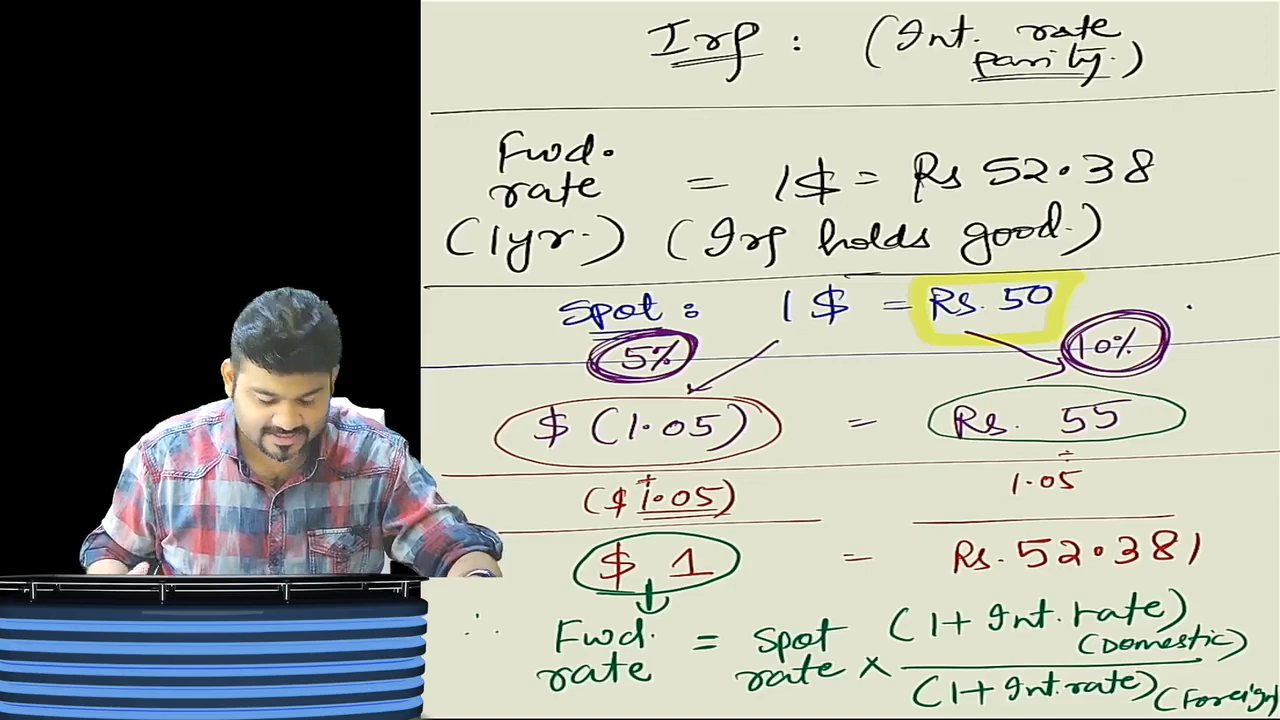 Irp : (Int. rate parity.)
Fwd. rate = 1$ = Rs 52.38
(1yr.) (Irp holds good.)
Spot: 1 $ = Rs. 50
5% 10%
$ (1.05) = Rs. 55
÷ ÷
($ 1.05) 1.05
$ 1 = Rs. 52.381
∴ Fwd. rate = Spot rate × (1+ Int. rate) (Domestic)
(1+ Int. rate) (Foreign)